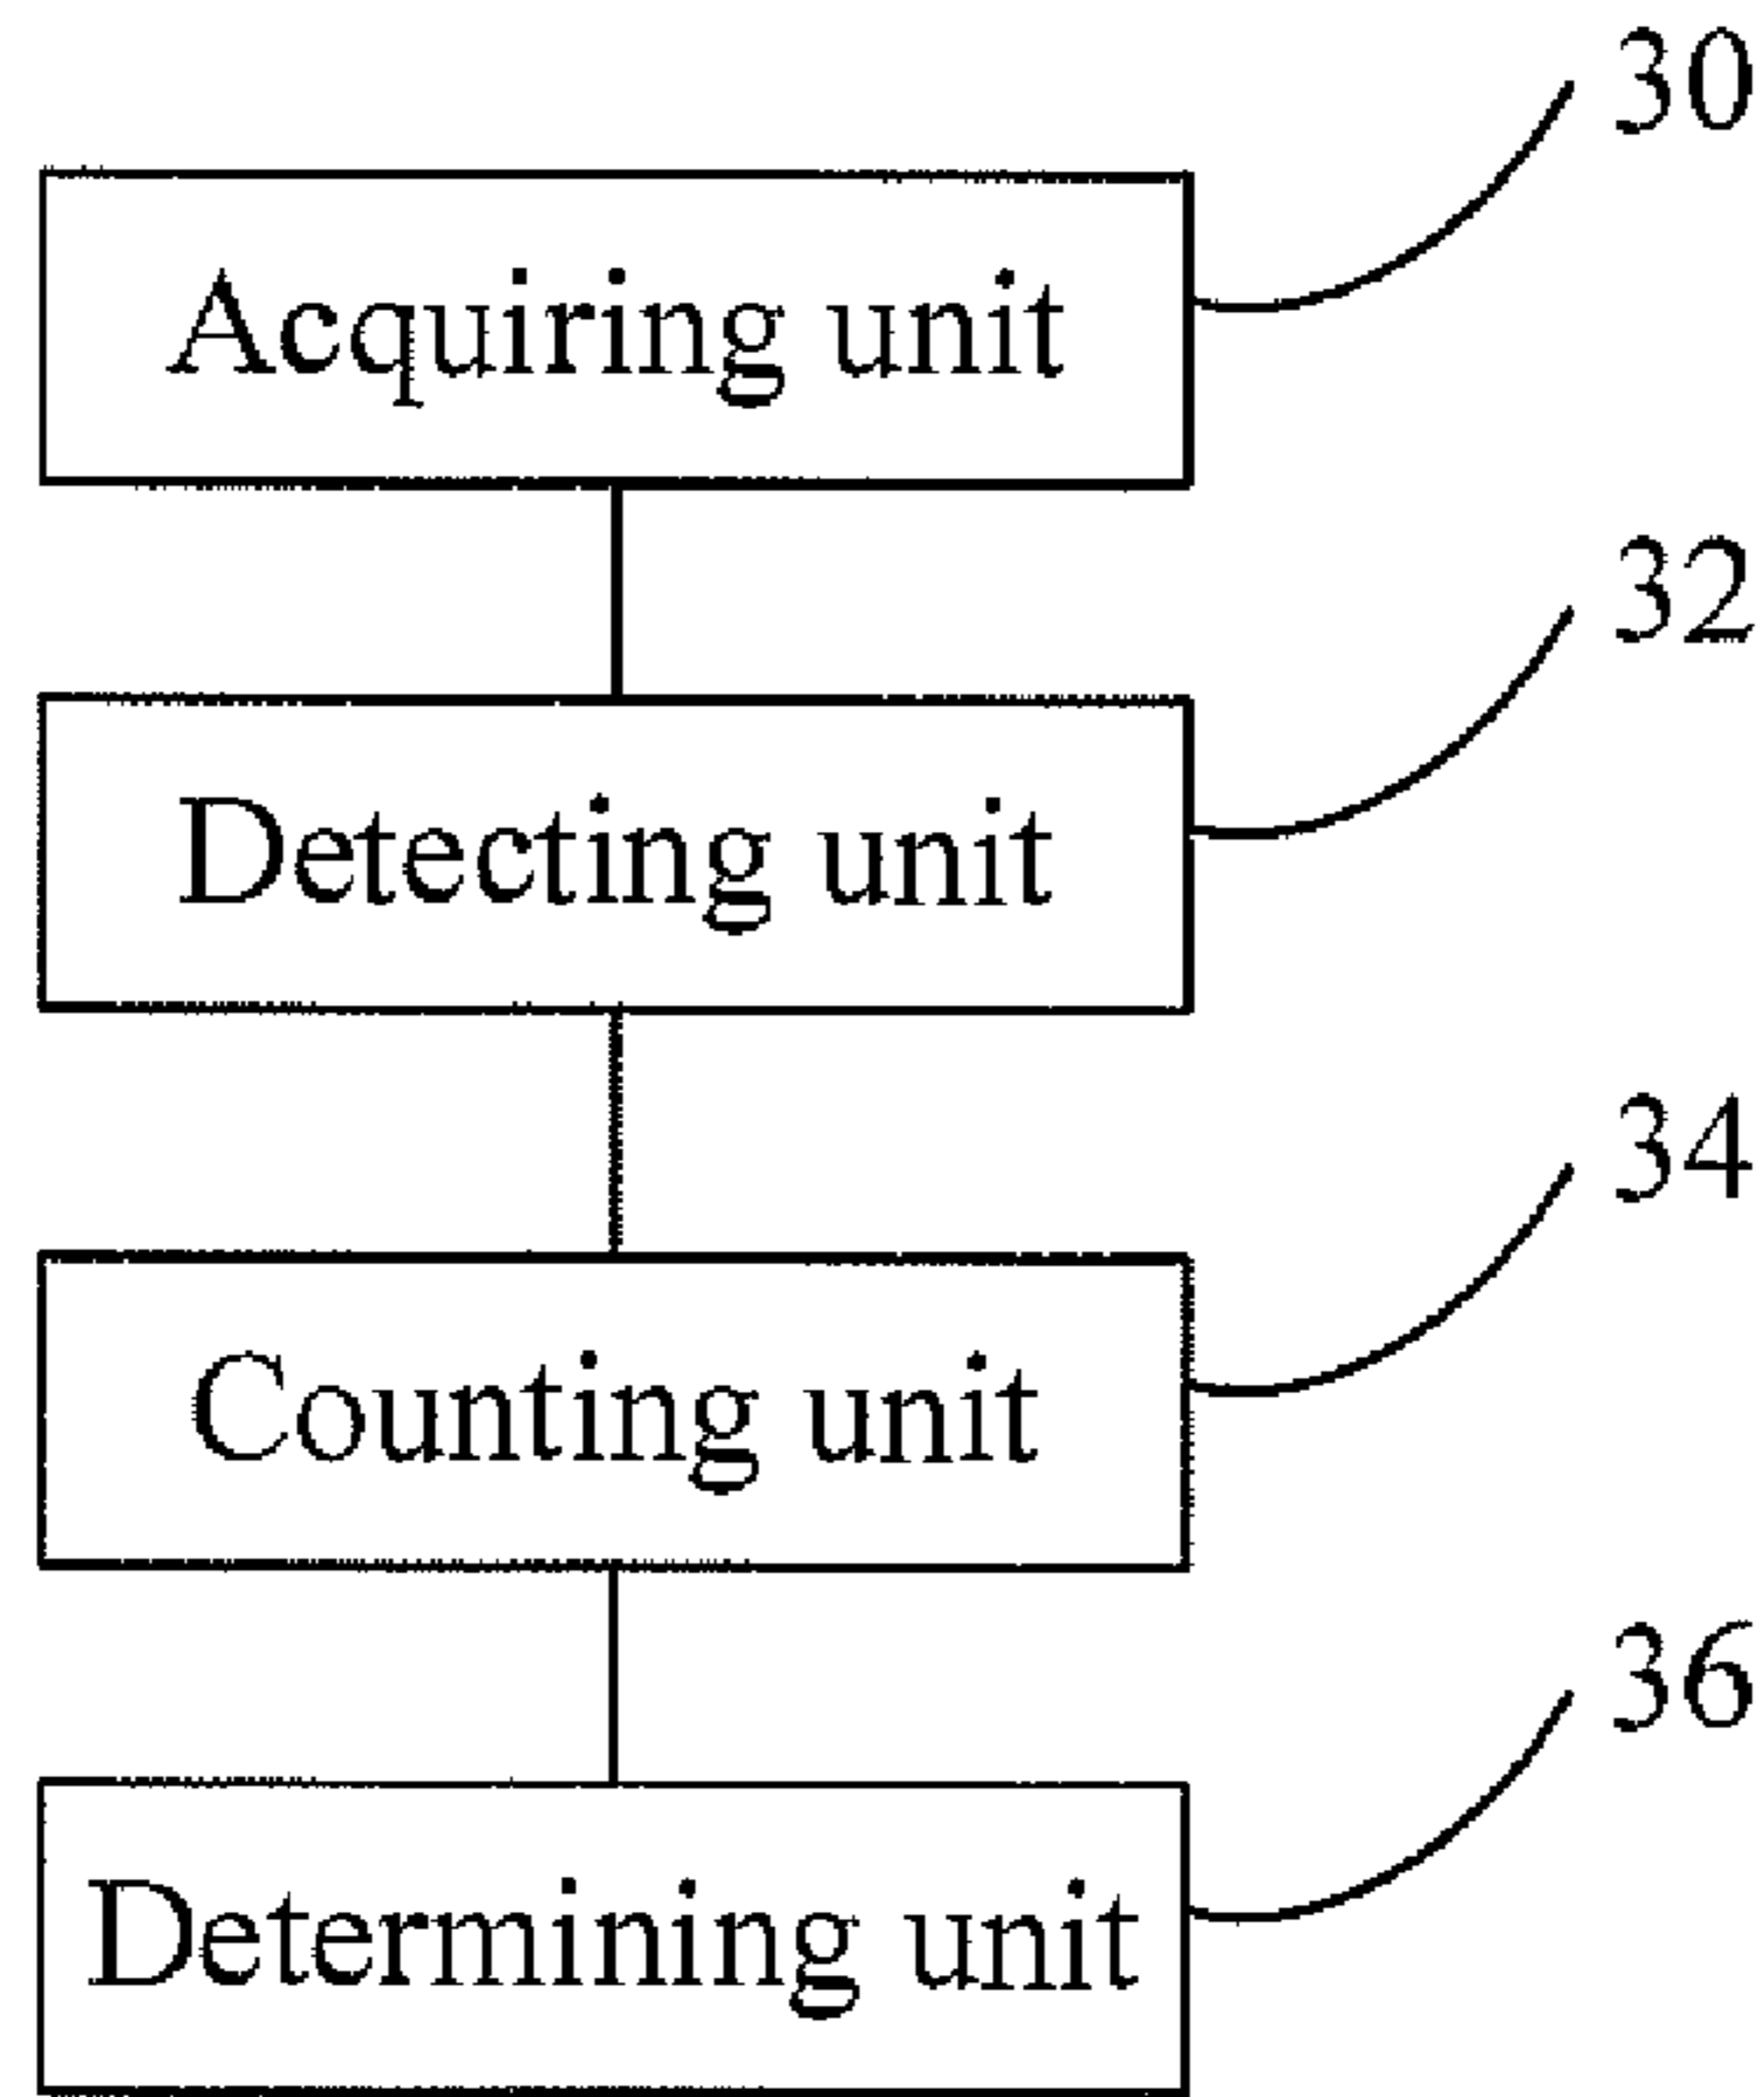 30
Acquiring unit
32
Detecting unit
34
Counting unit
36
Determining unit